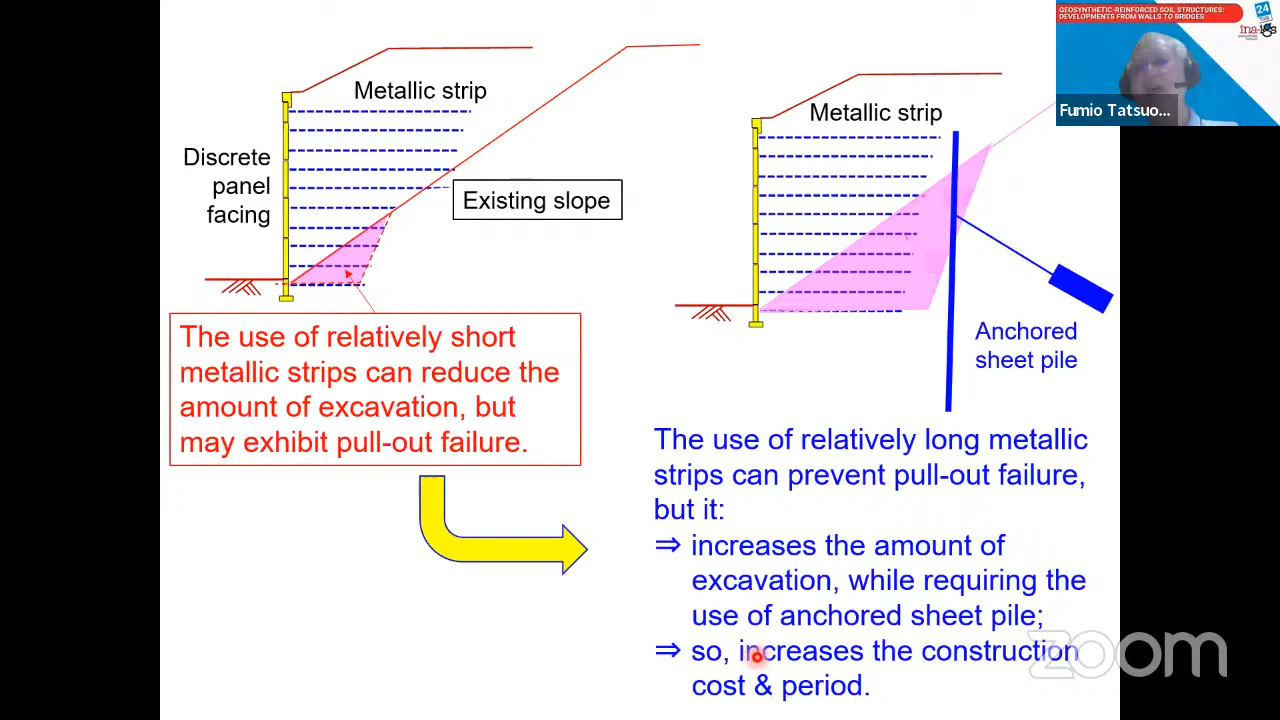 GEOSYNTHETIC-REINFORCED SOIL STRUCTURES:
DEVELOPMENTS FROM WALLS TO BRIDGES
24
ina-igs
Fumio Tatsuo...
Metallic strip
Discrete
panel
facing
Existing slope
The use of relatively short
metallic strips can reduce the
amount of excavation, but
may exhibit pull-out failure.
Metallic strip
Anchored
sheet pile
The use of relatively long metallic
strips can prevent pull-out failure,
but it:
⇒ increases the amount of
excavation, while requiring the
use of anchored sheet pile;
⇒ so, increases the construction
cost & period.
zoom